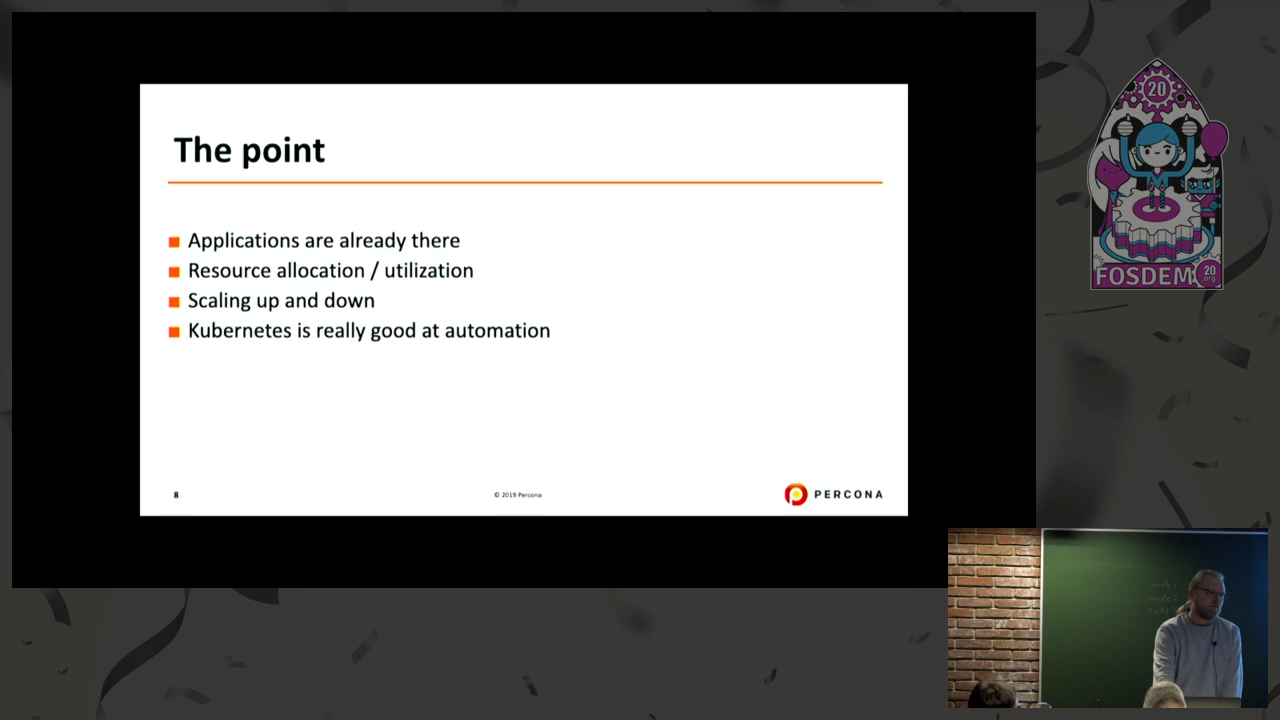 The point
Applications are already there
Resource allocation / utilization
Scaling up and down
Kubernetes is really good at automation
8
© 2019 Percona
PERCONA
20
FOSDEM
20
.org